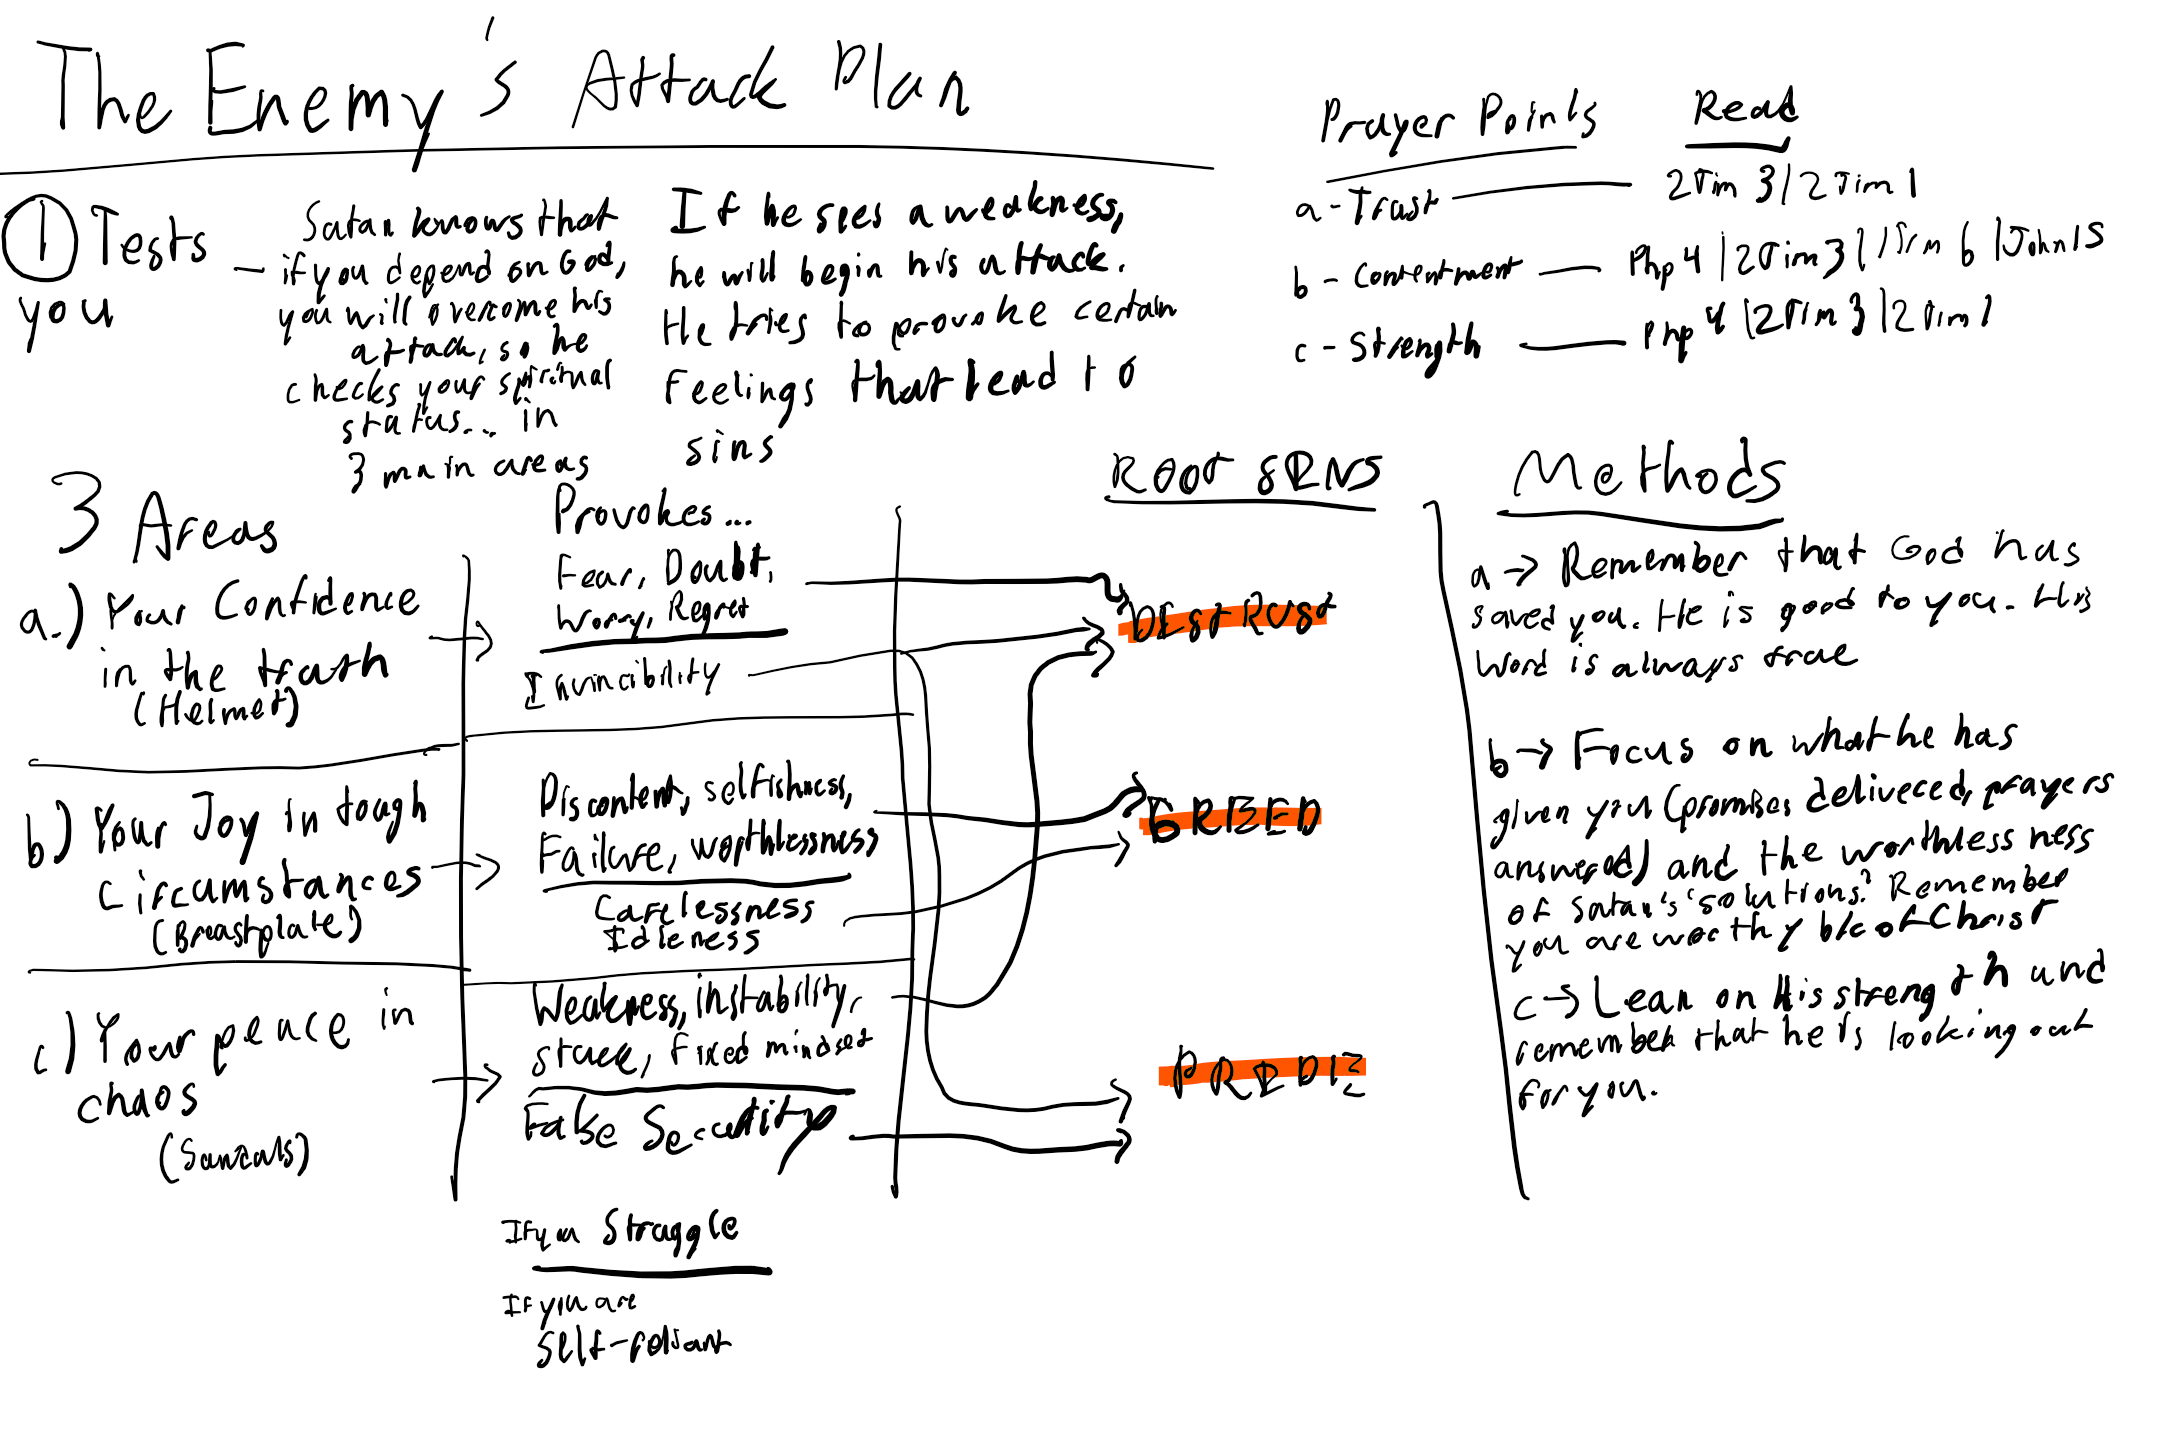 The Enemy's Attack Plan
① Tests
you
— Satan knows that
if you depend on God,
you will overcome his
attack, so he
checks your spiritual
status... in
3 main areas
If he sees a weakness,
he will begin his attack.
He tries to provoke certain
Feelings that lead to
sins
Prayer Points
Read
a - Trust — 2Tim 3 | 2Tim 1
b - Contentment — Php 4 | 2Tim 3 | 1Tim 6 | John 15
c - Strength — Php 4 | 2Tim 3 | 2Tim 1
3 Areas
a.) Your Confidence
in the truth
(Helmet)
b) Your Joy in tough
circumstances
(Breastplate)
c) Your peace in
chaos
(Sandals)
Provokes...
Fear, Doubt,
Worry, Regret
Invincibility
Discontent, selfishness,
Failure, worthlessness
Carelessness
Idleness
Weakness, instability,
stuck, fixed mindset
False Security
If you Struggle
If you are
self-reliant
ROOT SINS
DISTRUST
GREED
PRIDE
Methods
a → Remember that God has
saved you. He is good to you. His
word is always true
b → Focus on what he has
given you (promises delivered, prayers
answered) and the worthlessness
of Satan's "solutions." Remember
you are worthy b/c of Christ
c → Lean on His strength and
remember that he is looking out
for you.